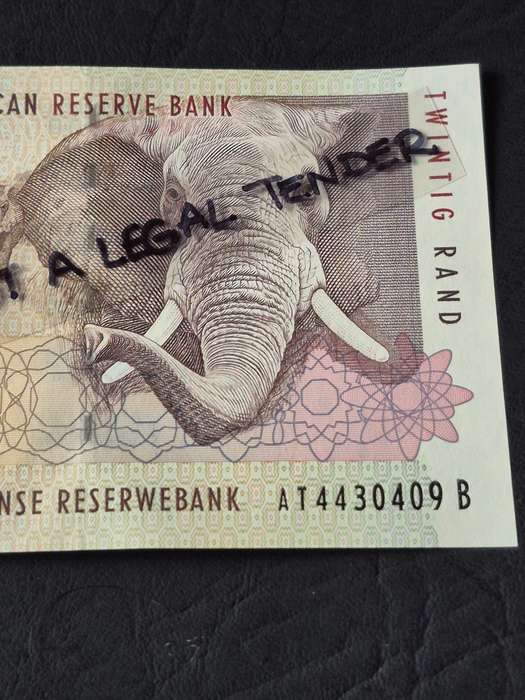 CAN RESERVE BANK
TWINTIG RAND
A LEGAL TENDER
NSE RESERWEBANK AT4430409 B